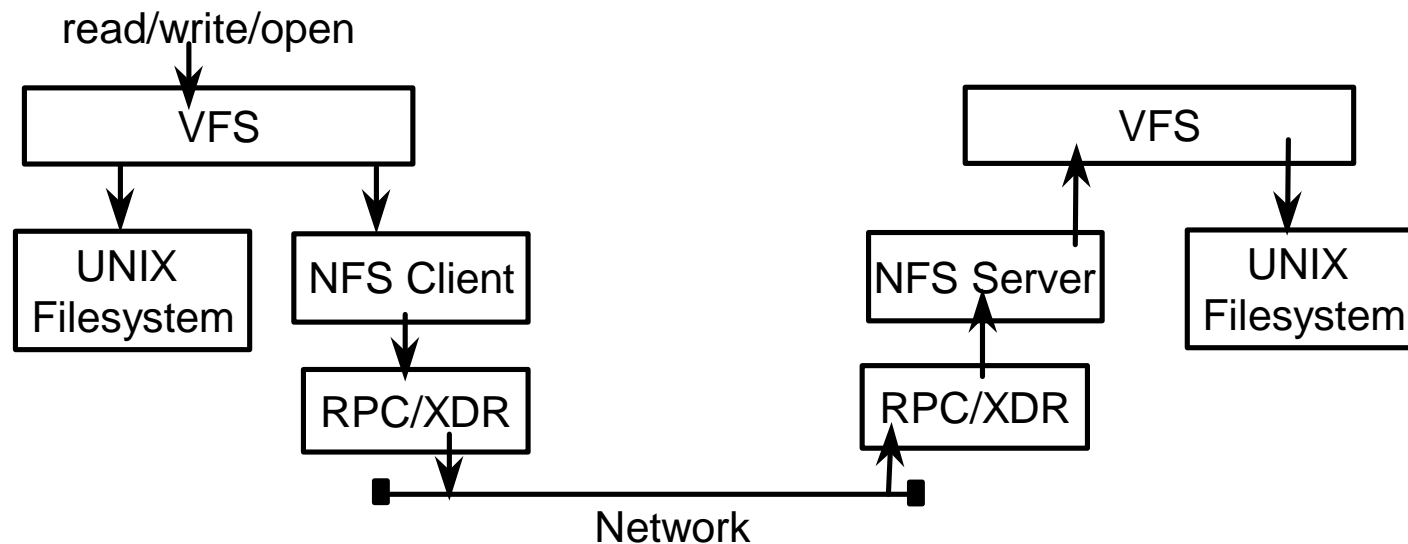 read/write/open
VFS
VFS
UNIX
Filesystem
NFS Client
NFS Server
UNIX
Filesystem
RPC/XDR
RPC/XDR
Network